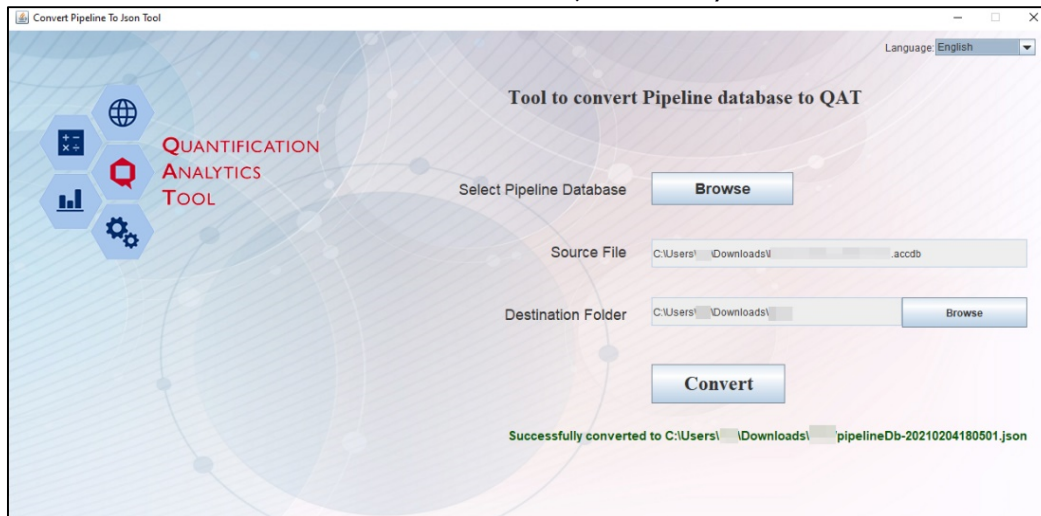 Convert Pipeline To Json Tool
Language: English
Tool to convert Pipeline database to QAT
QUANTIFICATION
ANALYTICS
TOOL
Select Pipeline Database Browse
Source File C:\Users\ \Downloads\ .accdb
Destination Folder C:\Users\ \Downloads\ Browse
Convert
Successfully converted to C:\Users\ \Downloads\ pipelineDb-20210204180501.json